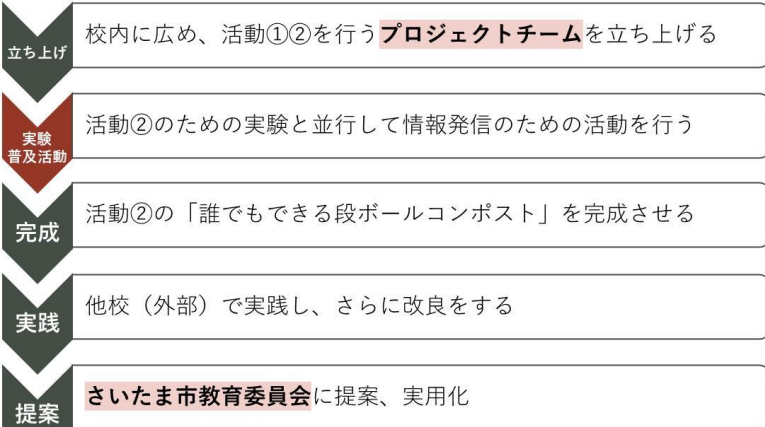 立ち上げ
校内に広め、活動①②を行うプロジェクトチームを立ち上げる
実験
普及活動
活動②のための実験と並行して情報発信のための活動を行う
完成
活動②の「誰でもできる段ボールコンポスト」を完成させる
実践
他校（外部）で実践し、さらに改良をする
提案
さいたま市教育委員会に提案、実用化